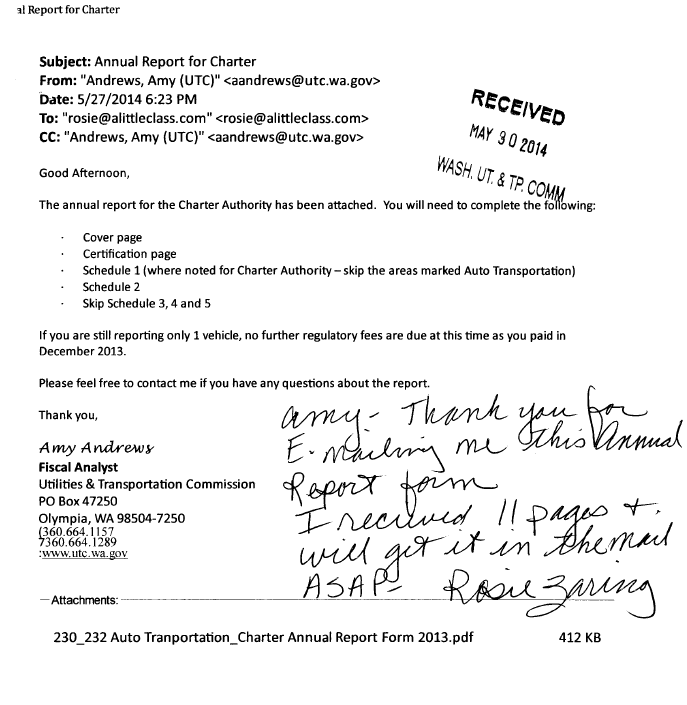 al Report for Charter
Subject: Annual Report for Charter
From: "Andrews, Amy (UTC)" <aandrews@utc.wa.gov>
Date: 5/27/2014 6:23 PM
To: "rosie@alittleclass.com" <rosie@alittleclass.com>
CC: "Andrews, Amy (UTC)" <aandrews@utc.wa.gov>
RECEIVED
MAY 30 2014
WASH. UT. & TP. COMM
Good Afternoon,
The annual report for the Charter Authority has been attached.  You will need to complete the following:
· Cover page
· Certification page
· Schedule 1 (where noted for Charter Authority – skip the areas marked Auto Transportation)
· Schedule 2
· Skip Schedule 3, 4 and 5
If you are still reporting only 1 vehicle, no further regulatory fees are due at this time as you paid in
December 2013.
Please feel free to contact me if you have any questions about the report.
Thank you,
Amy Andrews
Fiscal Analyst
Utilities & Transportation Commission
PO Box 47250
Olympia, WA 98504-7250
(360.664.1157
7360.664.1289
:www.utc.wa.gov
Amy - Thank you for
E-mailing me this Annual
Report form
I received 11 pages +
will get it in the mail
ASAP- Rosie Zaring
Attachments:
230_232 Auto Tranportation_Charter Annual Report Form 2013.pdf 412 KB